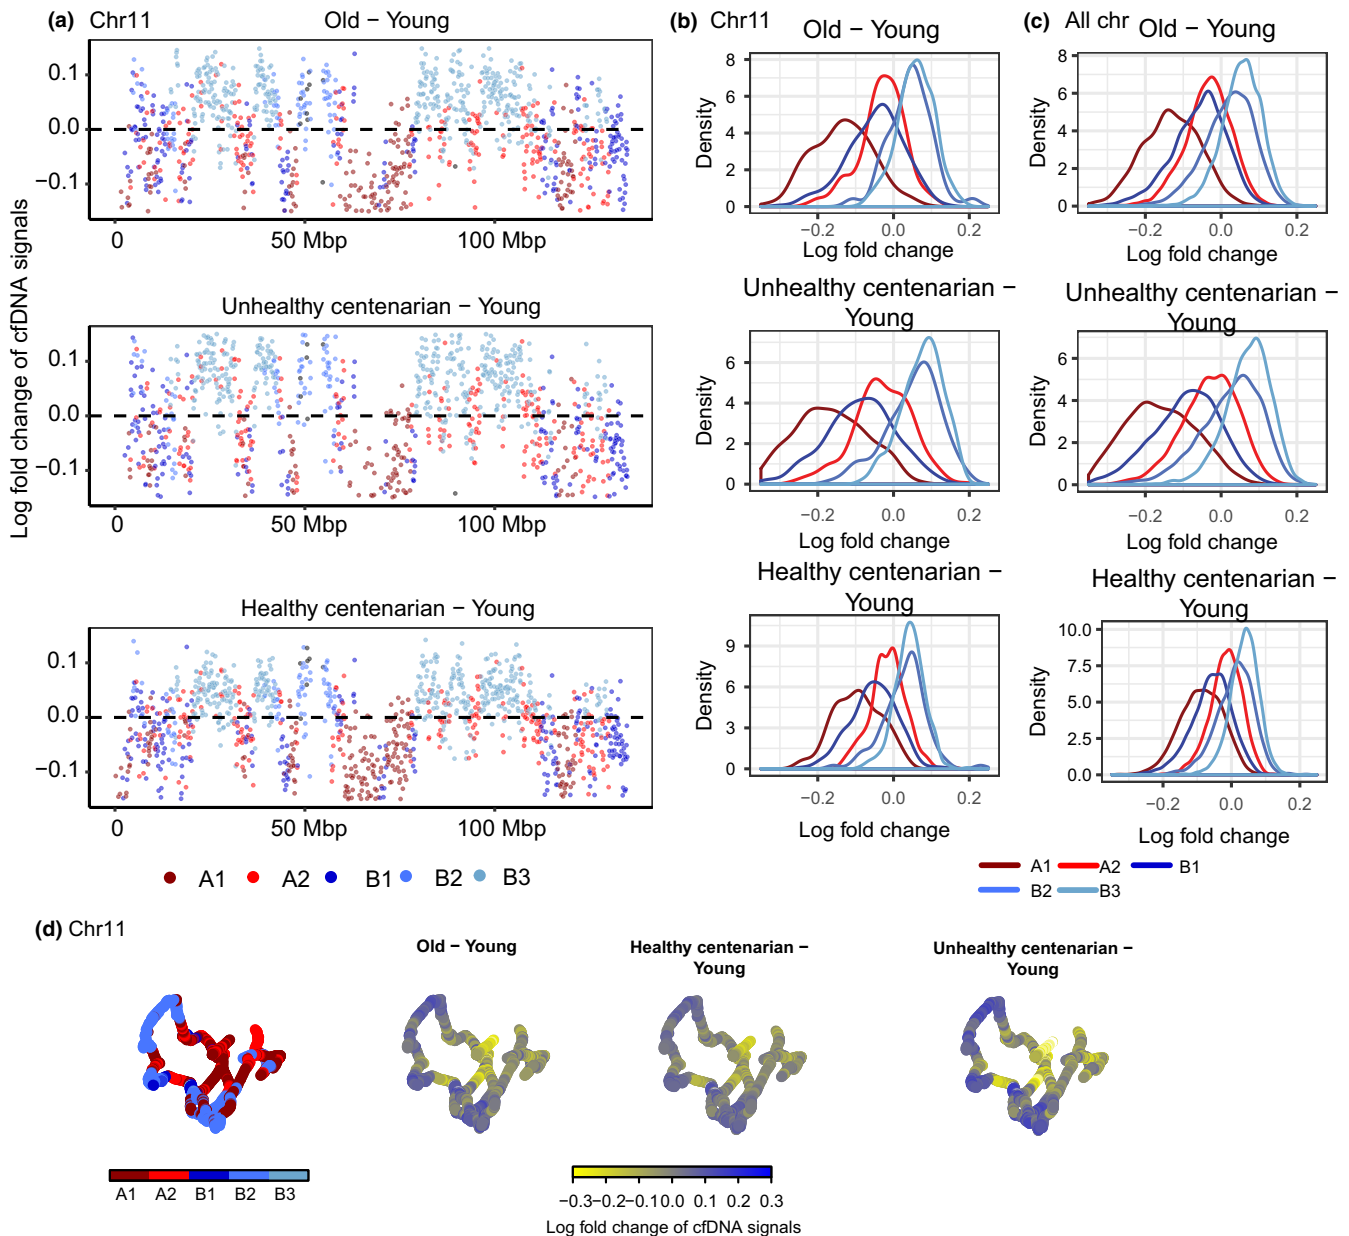 (a) Chr11
Old − Young
0.1
0.0
−0.1
0
50 Mbp
100 Mbp
Log fold change of cfDNA signals
Unhealthy centenarian − Young
0.1
0.0
−0.1
0
50 Mbp
100 Mbp
Healthy centenarian − Young
0.1
0.0
−0.1
0
50 Mbp
100 Mbp
A1 A2 B1 B2 B3
(b) Chr11
Old − Young
Density
8
6
4
2
0
−0.2 0.0 0.2
Log fold change
Unhealthy centenarian −
Young
Density
6
4
2
0
−0.2 0.0 0.2
Log fold change
Healthy centenarian −
Young
Density
9
6
3
0
−0.2 0.0 0.2
Log fold change
(c) All chr
Old − Young
Density
8
6
4
2
0
−0.2 0.0 0.2
Log fold change
Unhealthy centenarian −
Young
Density
6
4
2
0
−0.2 0.0 0.2
Log fold change
Healthy centenarian −
Young
Density
10.0
7.5
5.0
2.5
0.0
−0.2 0.0 0.2
Log fold change
A1 A2 B1
B2 B3
(d) Chr11
Old − Young
Healthy centenarian −
Young
Unhealthy centenarian −
Young
A1 A2 B1 B2 B3
−0.3 −0.2 −0.1 0.0 0.1 0.2 0.3
Log fold change of cfDNA signals